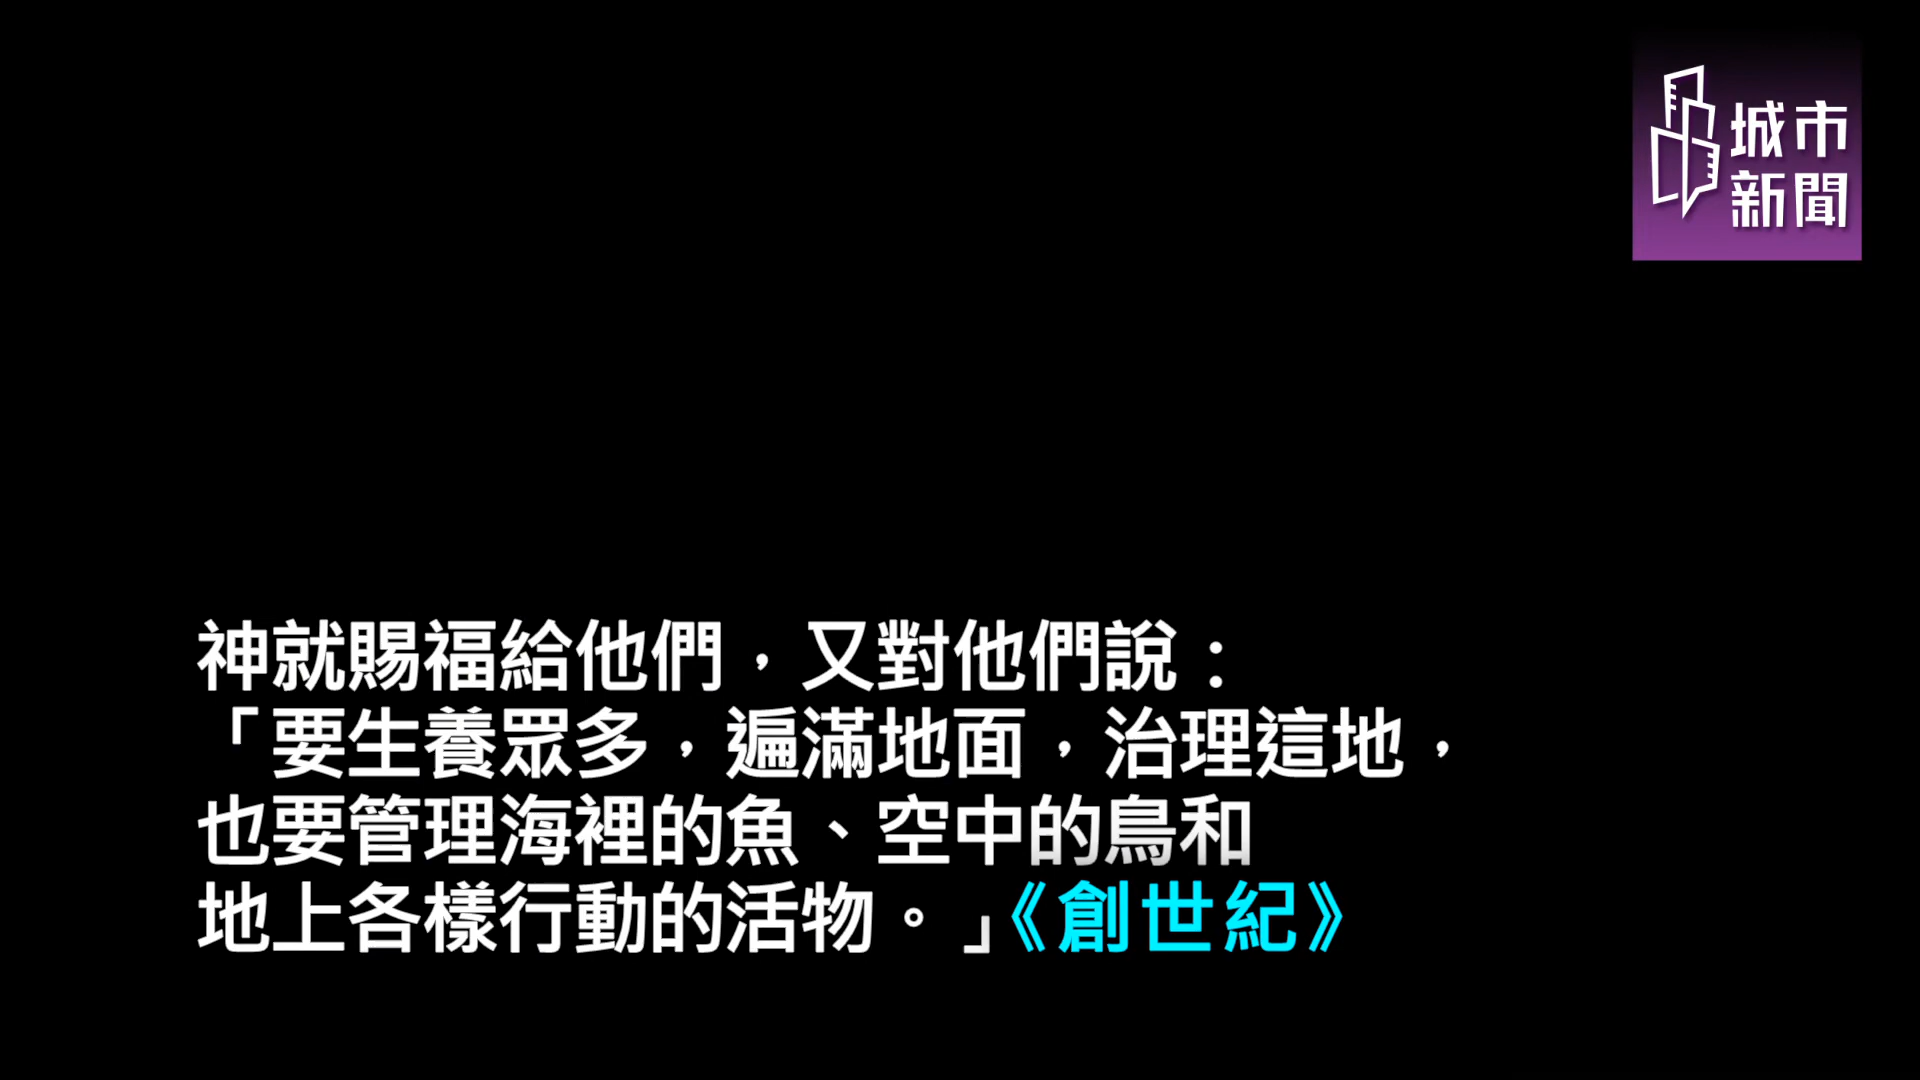 城市
新聞
神就賜福給他們，又對他們說：
「要生養眾多，遍滿地面，治理這地，
也要管理海裡的魚、空中的鳥和
地上各樣行動的活物。」《創世紀》